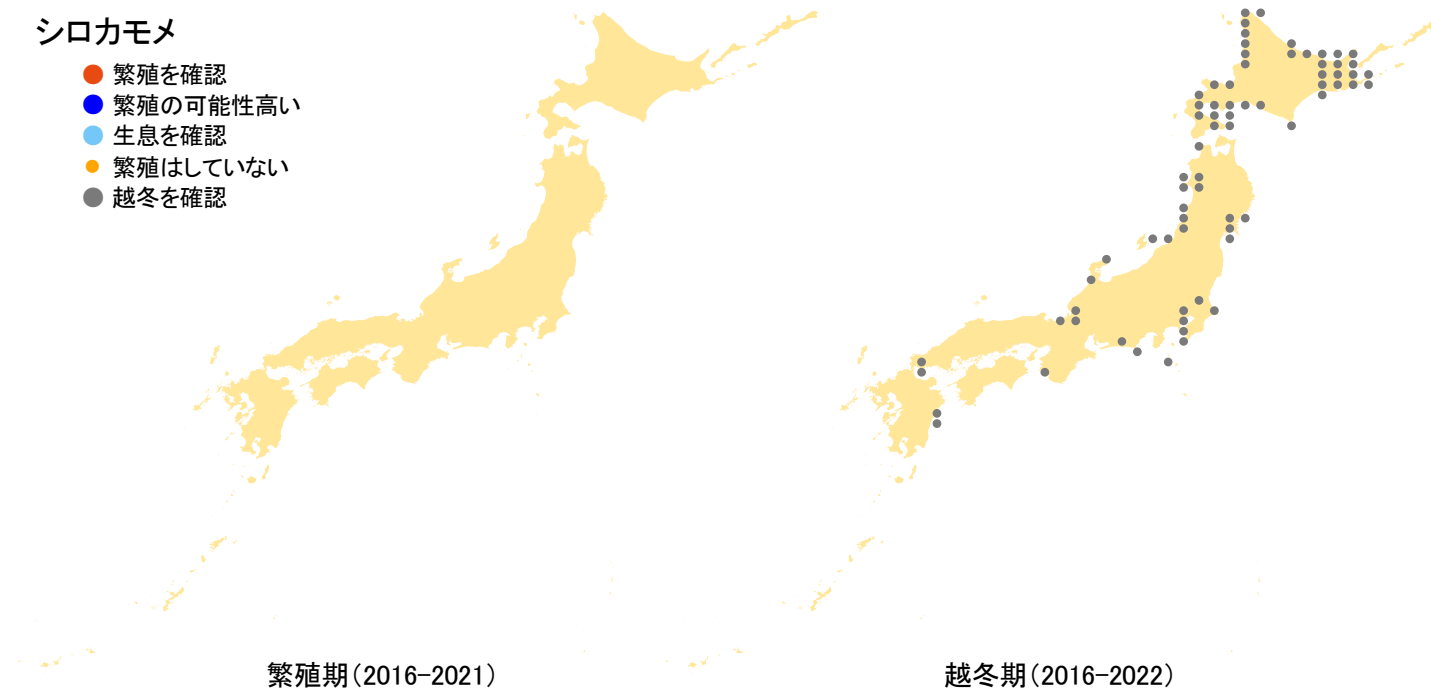 シロカモメ
繁殖を確認
繁殖の可能性高い
生息を確認
繁殖はしていない
越冬を確認
繁殖期(2016-2021)
越冬期(2016-2022)